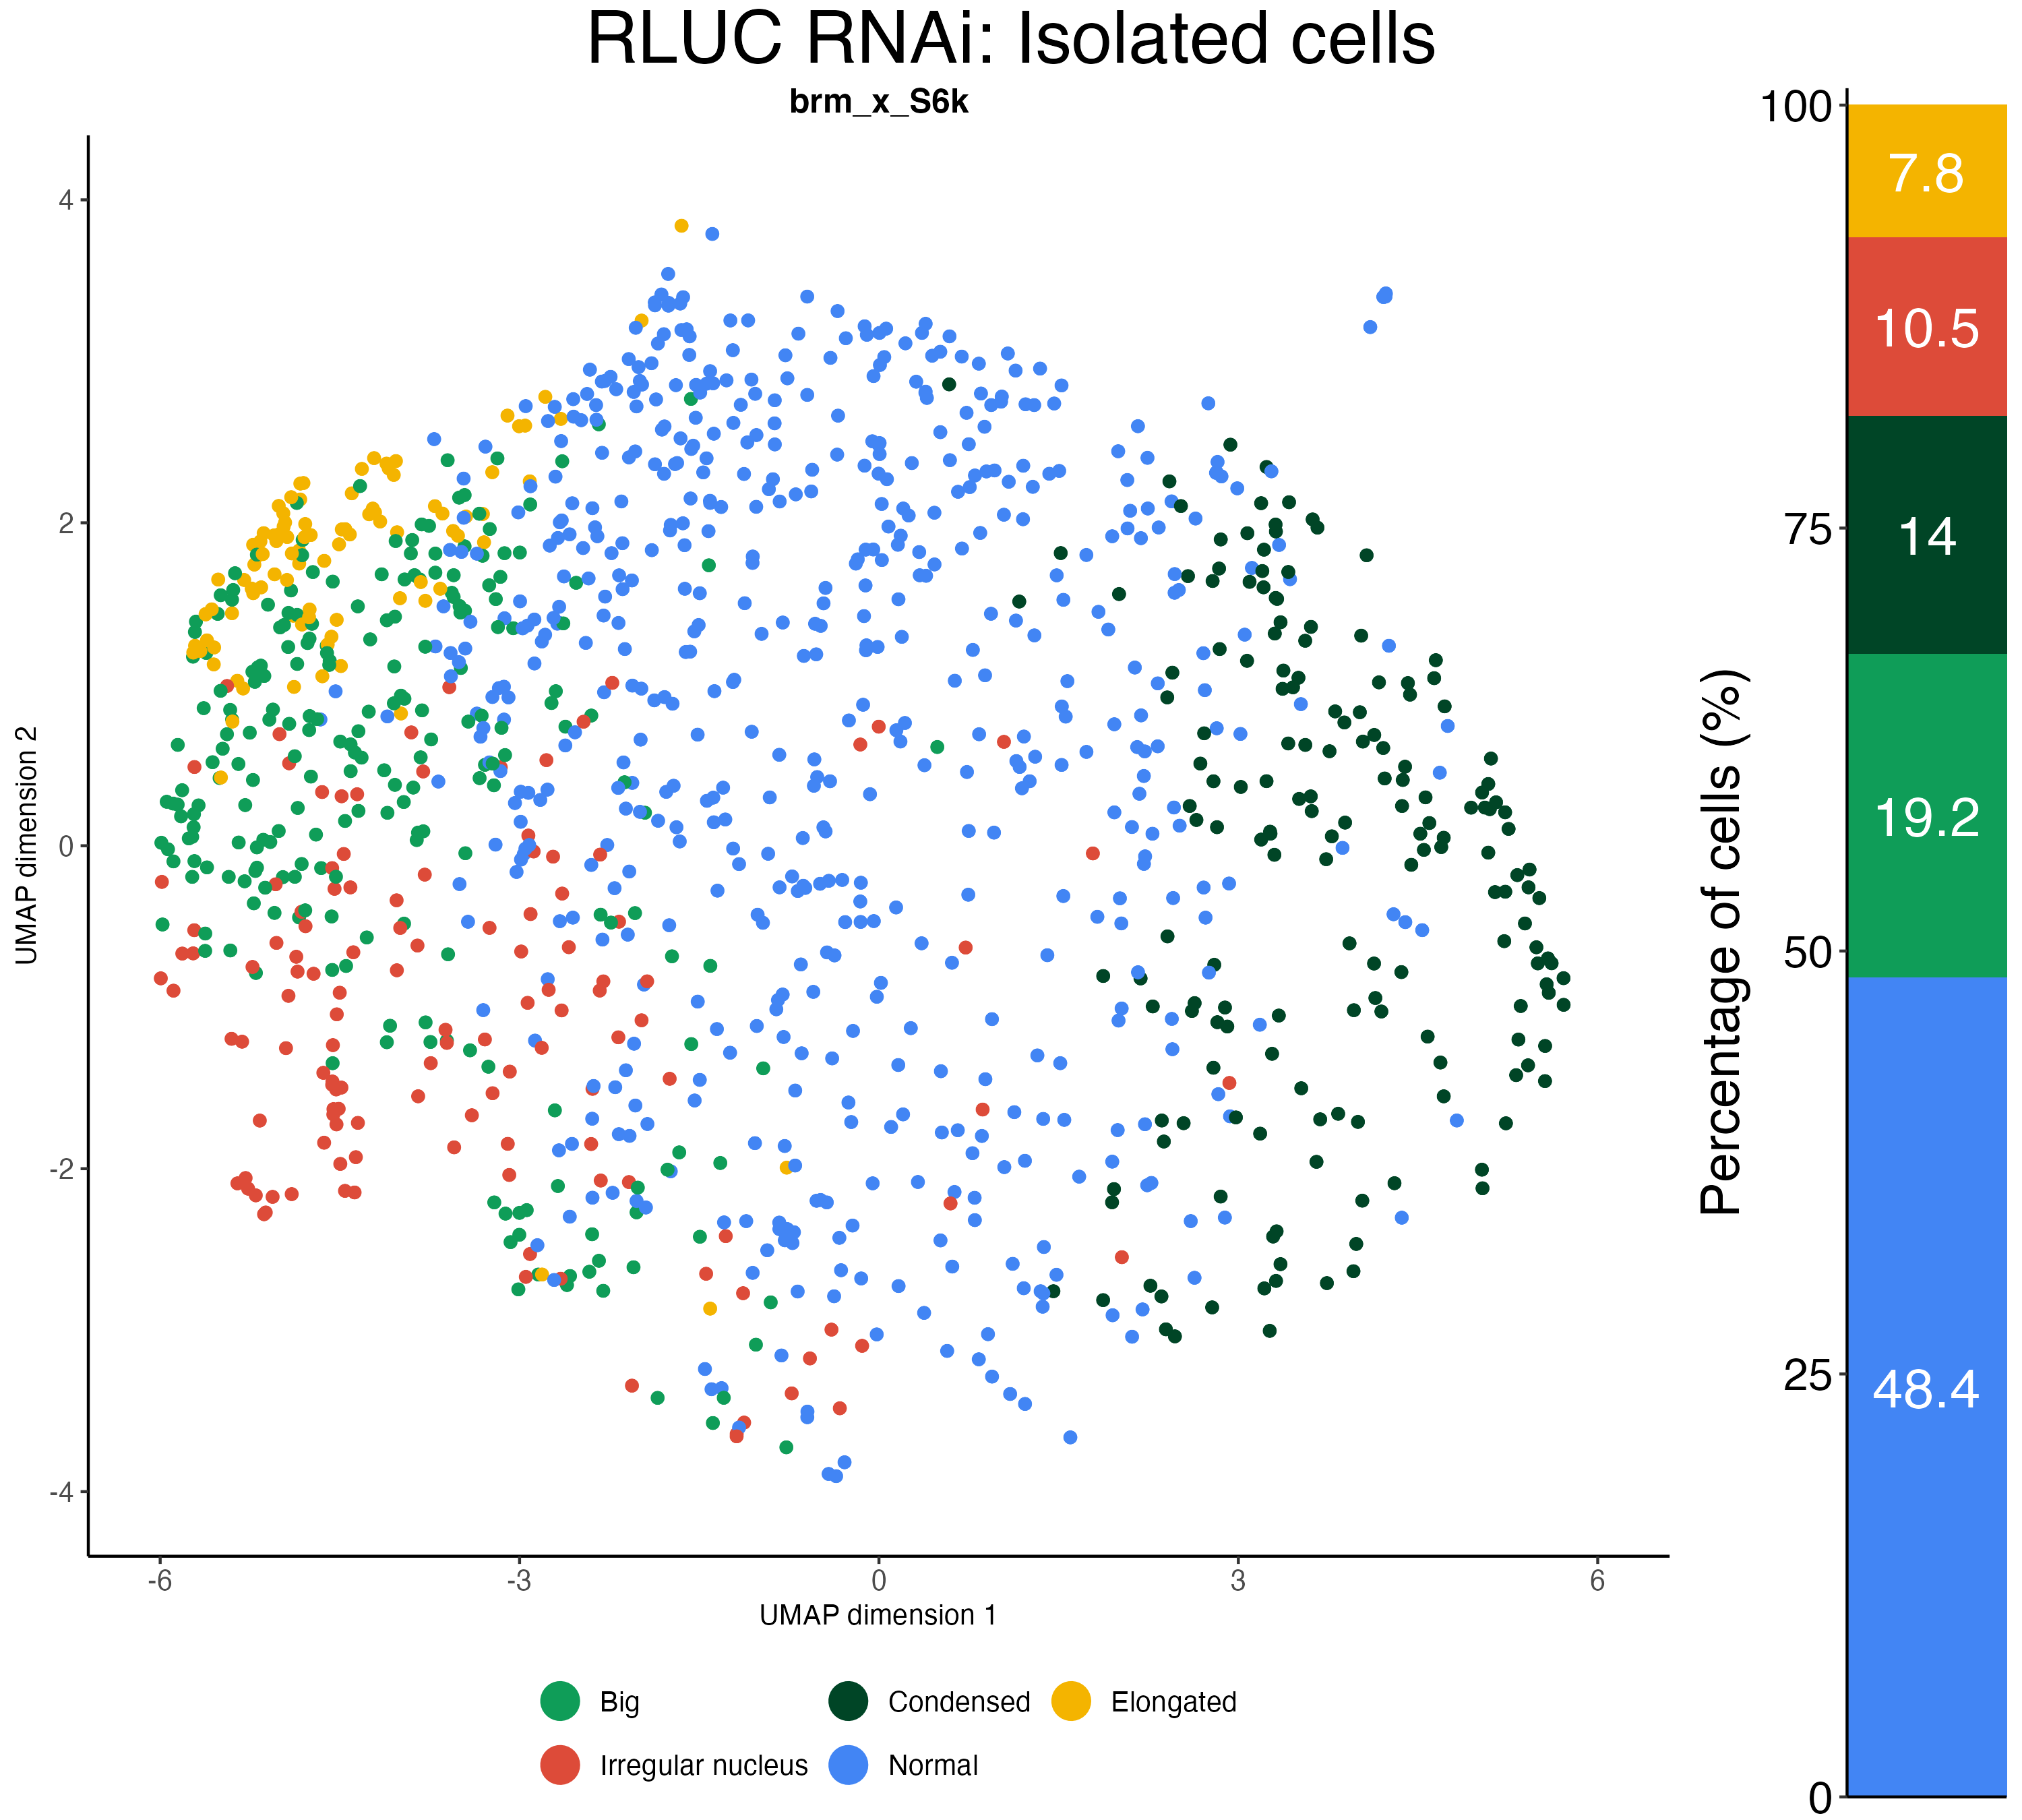 RLUC RNAi: Isolated cells
brm_x_S6k
UMAP dimension 2
4
2
0
-2
-4
-6
-3
0
3
6
UMAP dimension 1
Big
Condensed
Elongated
Irregular nucleus
Normal
Percentage of cells (%)
100
75
50
25
0
7.8
10.5
14
19.2
48.4